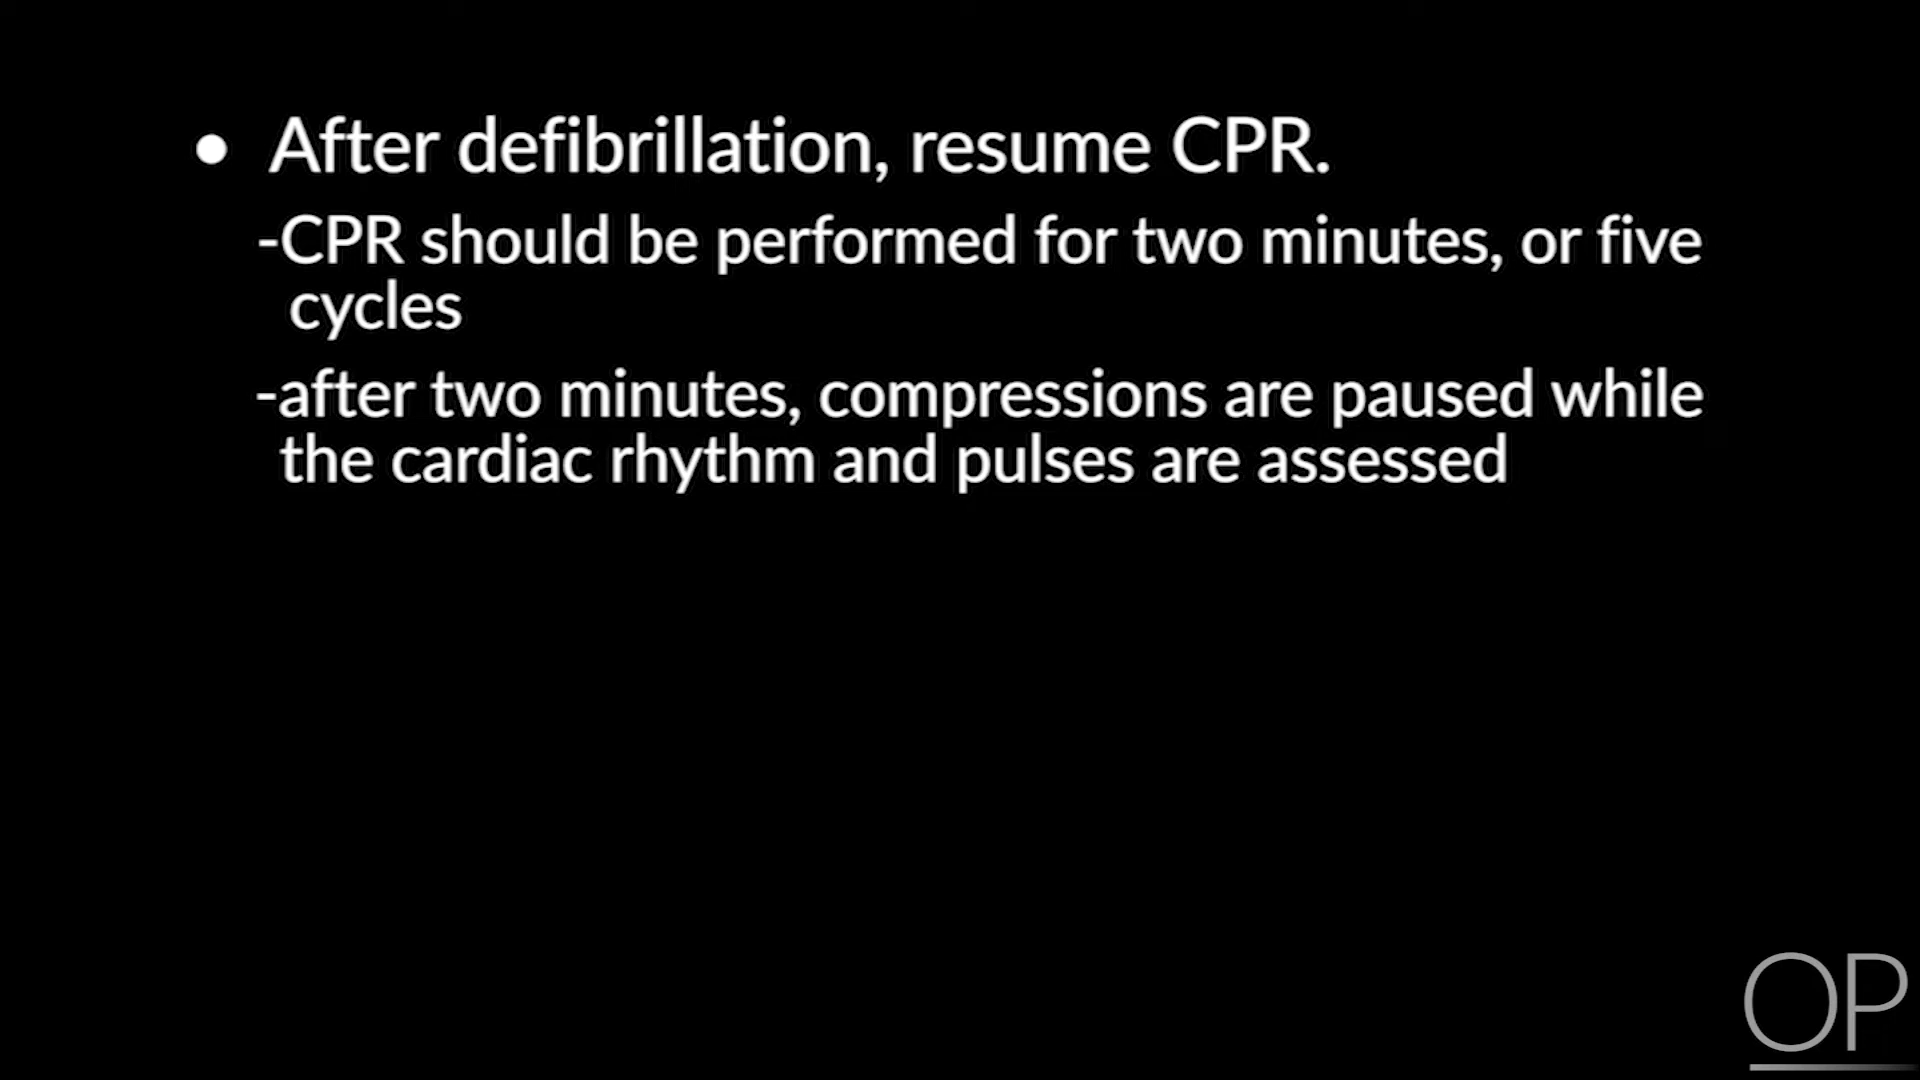 • After defibrillation, resume CPR.
-CPR should be performed for two minutes, or five
cycles
-after two minutes, compressions are paused while
the cardiac rhythm and pulses are assessed
OP